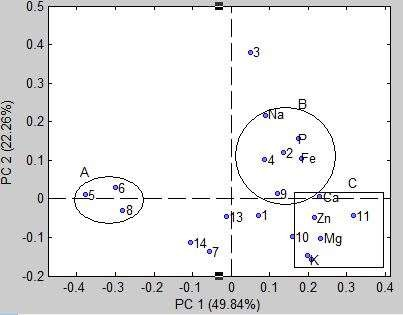 0.5
0.4
0.3
0.2
0.1
0
-0.1
-0.2
PC 2 (22.26%)
3
Na
B
P
4
2
Fe
A
5
6
8
9
C
Ca
13
1
Zn
11
14
7
10
Mg
K
-0.4 -0.3 -0.2 -0.1 0 0.1 0.2 0.3 0.4
PC 1 (49.84%)